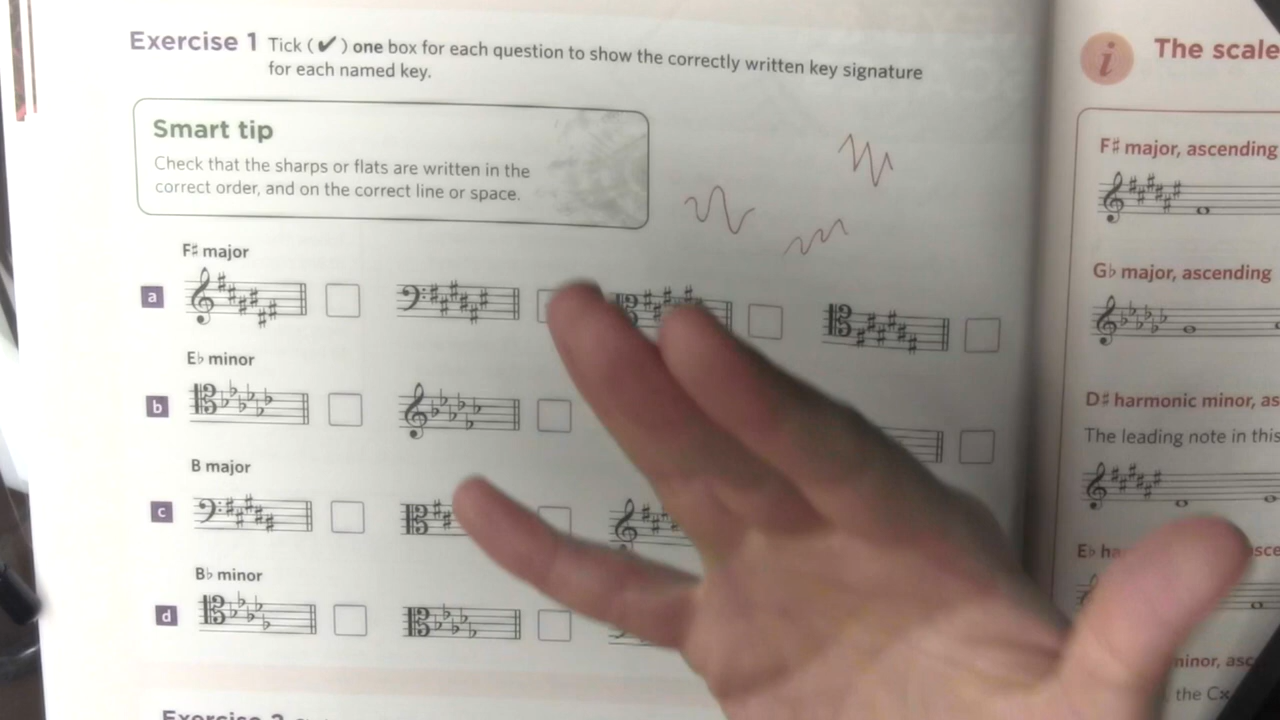 Exercise 1 Tick (✔) one box for each question to show the correctly written key signature
for each named key.
Smart tip
Check that the sharps or flats are written in the
correct order, and on the correct line or space.
F♯ major
a
E♭ minor
b
B major
c
B♭ minor
d
i The scale
F♯ major, ascending
G♭ major, ascending
D♯ harmonic minor, as
The leading note in this
E♭ ha
sce
minor, asc
, the C𝄪